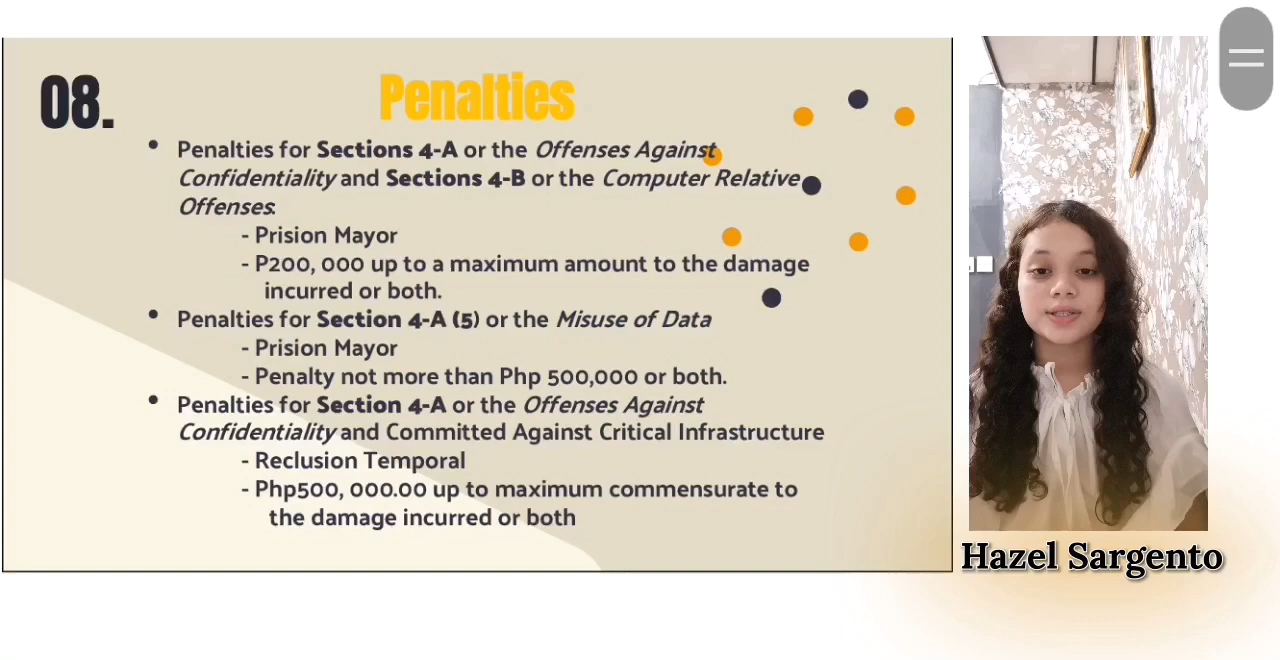 08.
Penalties
• Penalties for Sections 4-A or the Offenses Against
Confidentiality and Sections 4-B or the Computer Relative
Offenses:
- Prision Mayor
- P200, 000 up to a maximum amount to the damage
incurred or both.
• Penalties for Section 4-A (5) or the Misuse of Data
- Prision Mayor
- Penalty not more than Php 500,000 or both.
• Penalties for Section 4-A or the Offenses Against
Confidentiality and Committed Against Critical Infrastructure
- Reclusion Temporal
- Php500, 000.00 up to maximum commensurate to
the damage incurred or both
Hazel Sargento